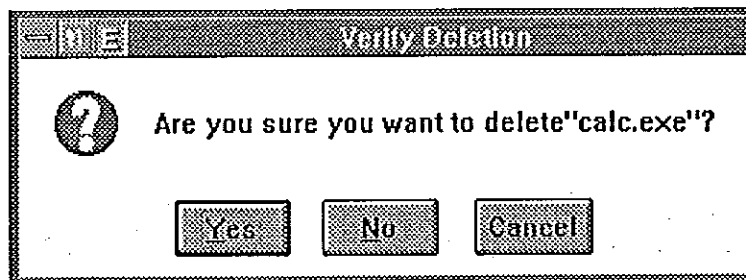 Verify Deletion
Are you sure you want to delete"calc.exe"?
Yes No Cancel